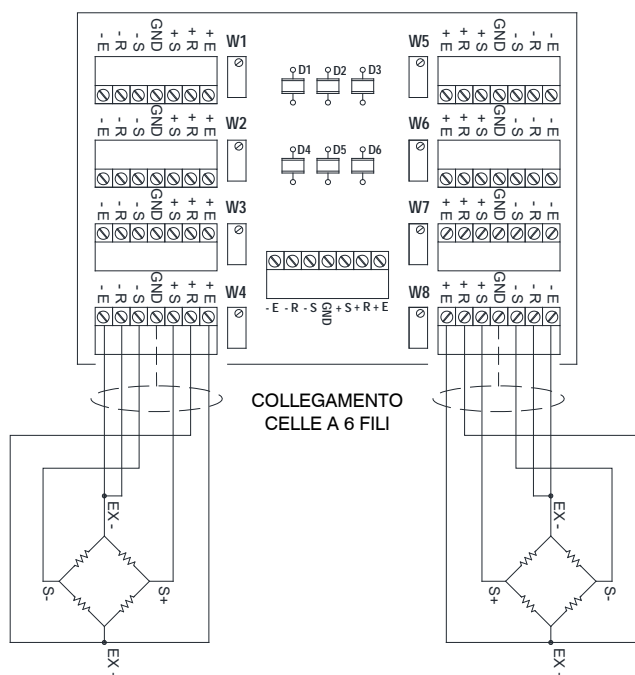 - E - R - S GND + S + R + E W1
D1 D2 D3
W5 - E + R + S GND - S - R + E
- E - R - S GND + S + R + E W2
D4 D5 D6
W6 - E + R + S GND - S - R + E
- E - R - S GND + S + R + E W3
W7 - E + R + S GND - S - R + E
- E - R - S GND + S + R + E W4
- E - R - S GND + S + R + E
W8 - E + R + S GND - S - R + E
COLLEGAMENTO
CELLE A 6 FILI
EX -
S-
S+
EX -
EX -
S+
S-
EX -